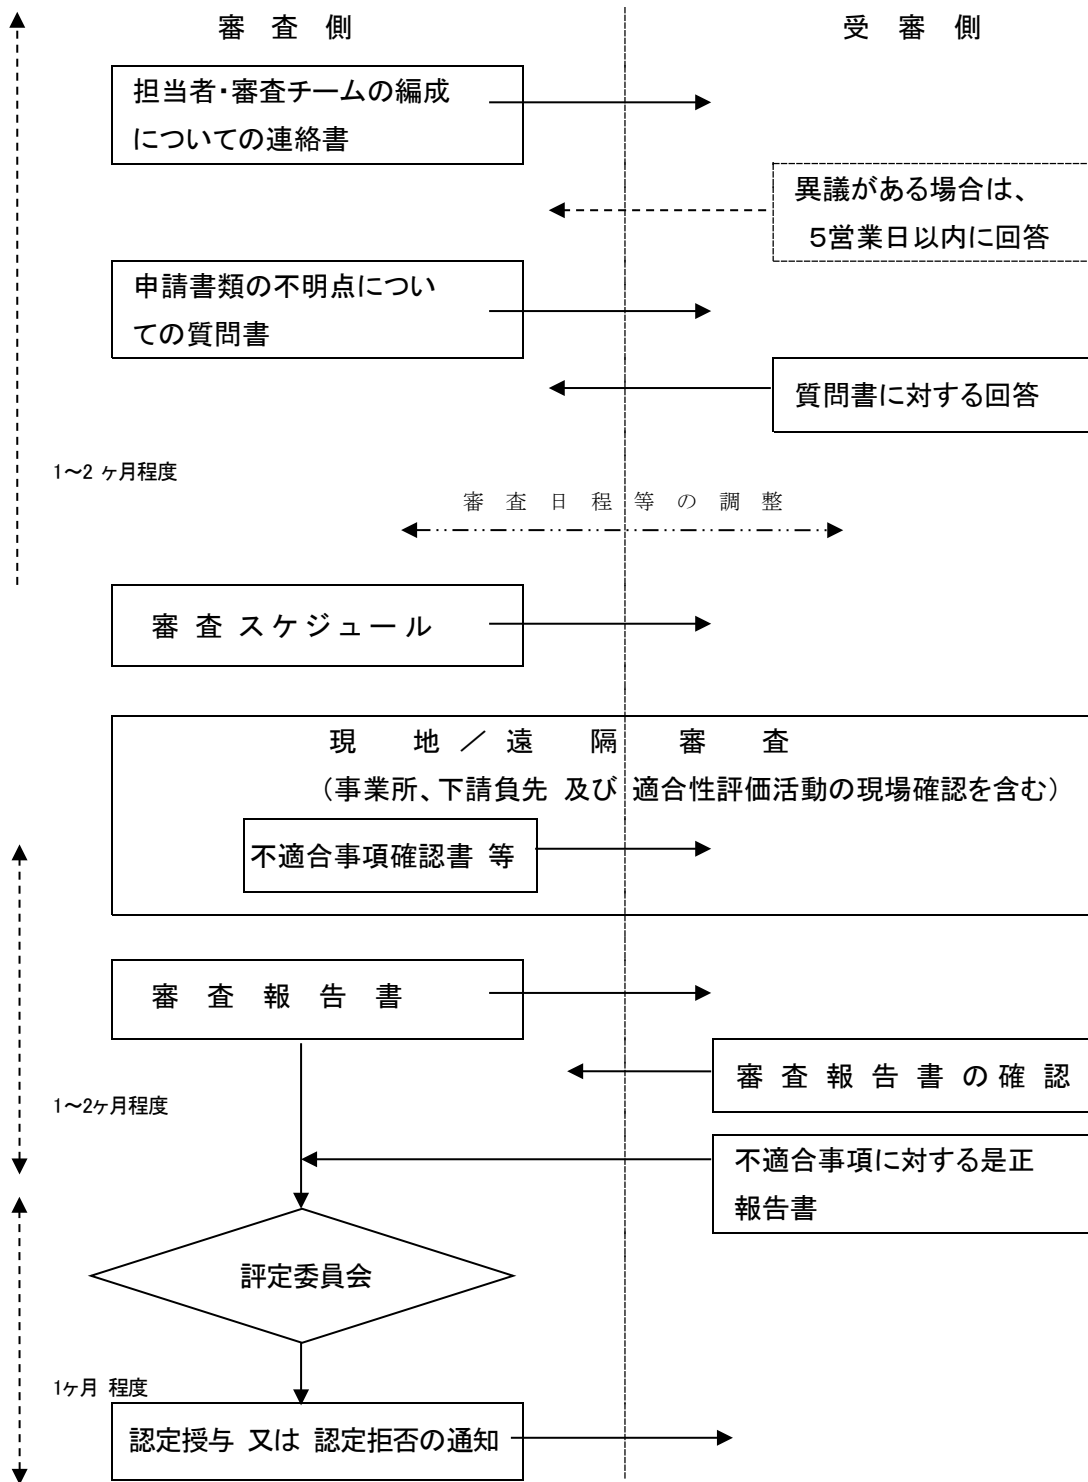 審 査 側
受 審 側
担当者・審査チームの編成
についての連絡書
異議がある場合は、
5営業日以内に回答
申請書類の不明点につい
ての質問書
質問書に対する回答
1～2 ヶ月程度
審 査 日 程 等 の 調 整
審 査 スケジュール
現 地 ／ 遠 隔 審 査
（事業所、下請負先 及び 適合性評価活動の現場確認を含む）
不適合事項確認書 等
審 査 報 告 書
審 査 報 告 書 の 確 認
1～2ヶ月程度
不適合事項に対する是正
報告書
評定委員会
1ヶ月 程度
認定授与 又は 認定拒否の通知